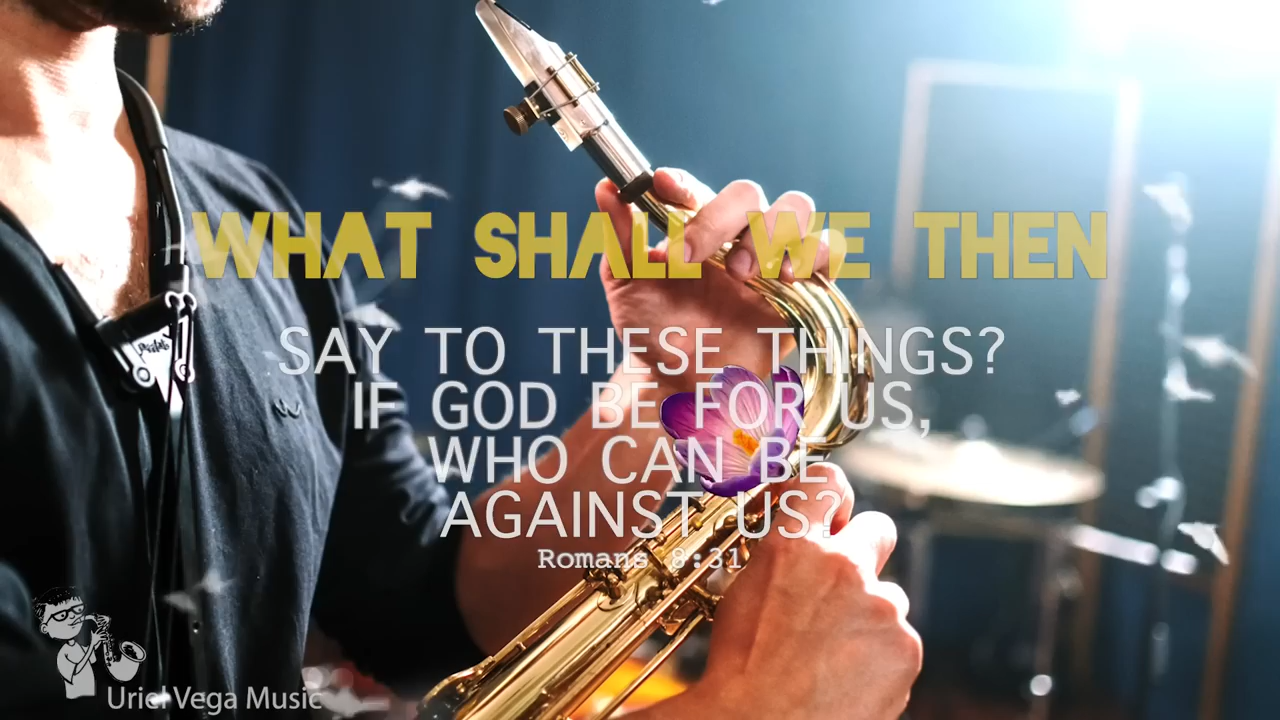 WHAT SHALL WE THEN
SAY TO THESE THINGS?
IF GOD BE FOR US,
WHO CAN BE
AGAINST US?
Romans 8:31
Uriel Vega Music